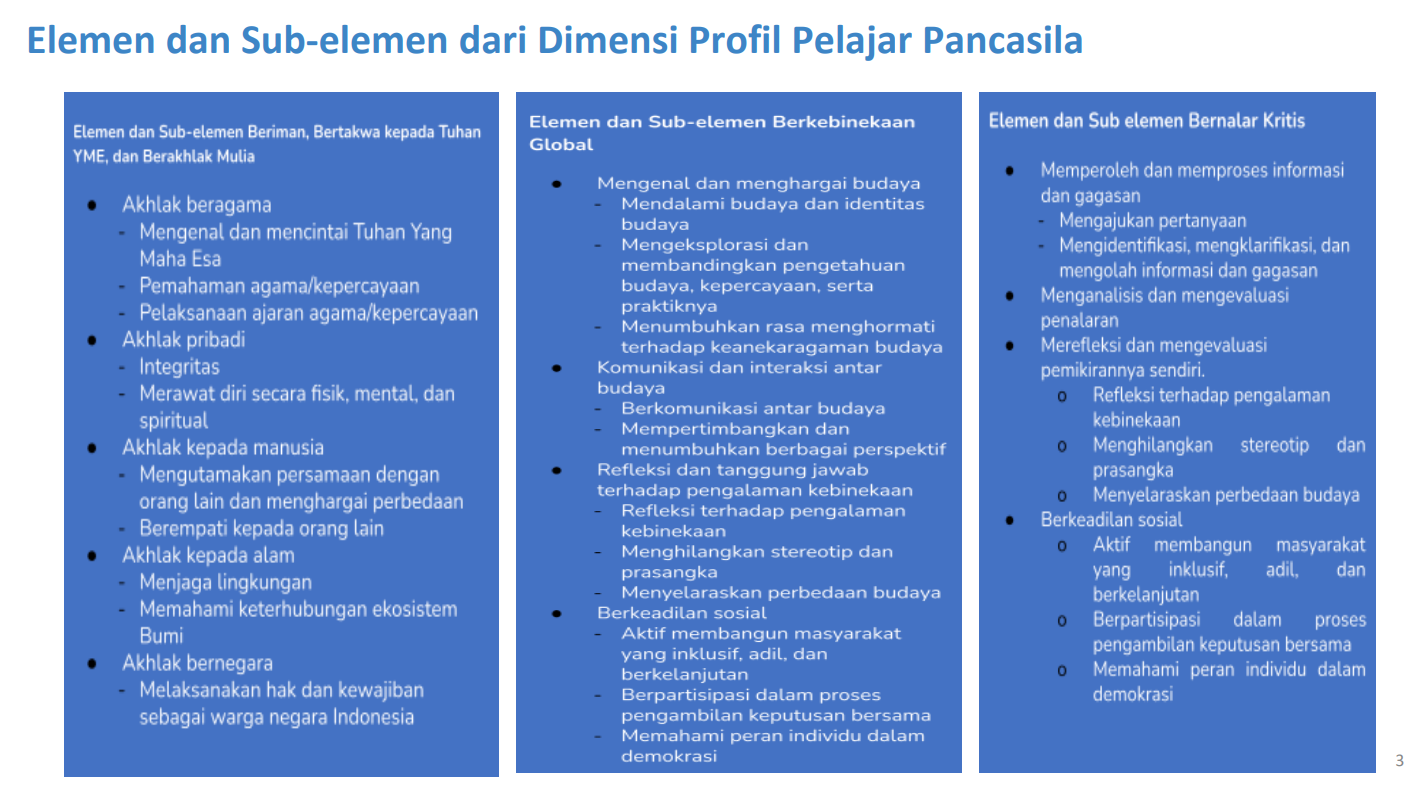 Elemen dan Sub-elemen dari Dimensi Profil Pelajar Pancasila
Elemen dan Sub-elemen Beriman, Bertakwa kepada Tuhan
YME, dan Berakhlak Mulia
● Akhlak beragama
- Mengenal dan mencintai Tuhan Yang
Maha Esa
- Pemahaman agama/kepercayaan
- Pelaksanaan ajaran agama/kepercayaan
● Akhlak pribadi
- Integritas
- Merawat diri secara fisik, mental, dan
spiritual
● Akhlak kepada manusia
- Mengutamakan persamaan dengan
orang lain dan menghargai perbedaan
- Berempati kepada orang lain
● Akhlak kepada alam
- Menjaga lingkungan
- Memahami keterhubungan ekosistem
Bumi
● Akhlak bernegara
- Melaksanakan hak dan kewajiban
sebagai warga negara Indonesia
Elemen dan Sub-elemen Berkebinekaan
Global
● Mengenal dan menghargai budaya
- Mendalami budaya dan identitas
budaya
- Mengeksplorasi dan
membandingkan pengetahuan
budaya, kepercayaan, serta
praktiknya
- Menumbuhkan rasa menghormati
terhadap keanekaragaman budaya
● Komunikasi dan interaksi antar
budaya
- Berkomunikasi antar budaya
- Mempertimbangkan dan
menumbuhkan berbagai perspektif
● Refleksi dan tanggung jawab
terhadap pengalaman kebinekaan
- Refleksi terhadap pengalaman
kebinekaan
- Menghilangkan stereotip dan
prasangka
- Menyelaraskan perbedaan budaya
● Berkeadilan sosial
- Aktif membangun masyarakat
yang inklusif, adil, dan
berkelanjutan
- Berpartisipasi dalam proses
pengambilan keputusan bersama
- Memahami peran individu dalam
demokrasi
Elemen dan Sub elemen Bernalar Kritis
● Memperoleh dan memproses informasi
dan gagasan
- Mengajukan pertanyaan
- Mengidentifikasi, mengklarifikasi, dan
mengolah informasi dan gagasan
● Menganalisis dan mengevaluasi
penalaran
● Merefleksi dan mengevaluasi
pemikirannya sendiri.
o Refleksi terhadap pengalaman
kebinekaan
o Menghilangkan stereotip dan
prasangka
o Menyelaraskan perbedaan budaya
● Berkeadilan sosial
o Aktif membangun masyarakat
yang inklusif, adil, dan
berkelanjutan
o Berpartisipasi dalam proses
pengambilan keputusan bersama
o Memahami peran individu dalam
demokrasi
3